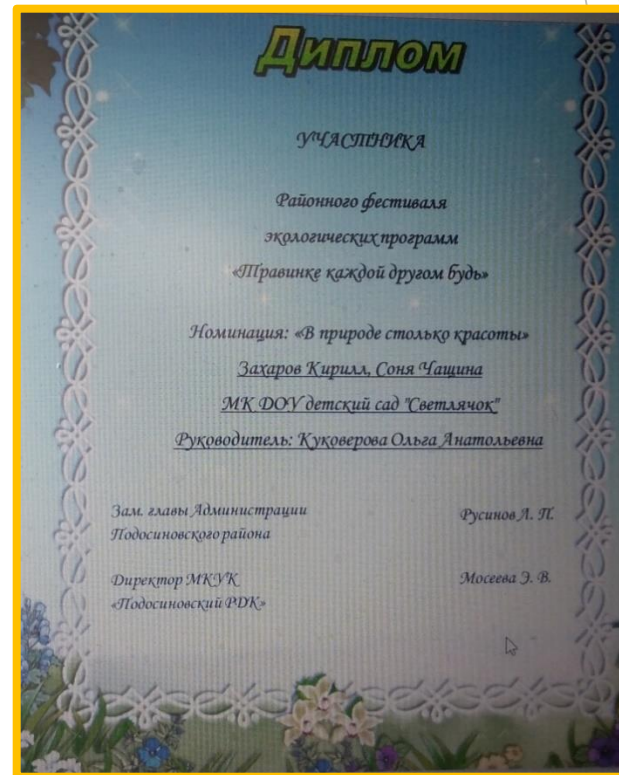 Диплом
УЧАСТНИКА
Районного фестиваля
экологических программ
«Травинке каждой другом будь»
Номинация: «В природе столько красоты»
Захаров Кирилл, Соня Чащина
МК ДОУ детский сад "Светлячок"
Руководитель: Куковерова Ольга Анатольевна
Зам. главы Администрации
Подосиновского района
Русинов Л. П.
Директор МКУК
«Подосиновский РДК»
Мосеева Э. В.